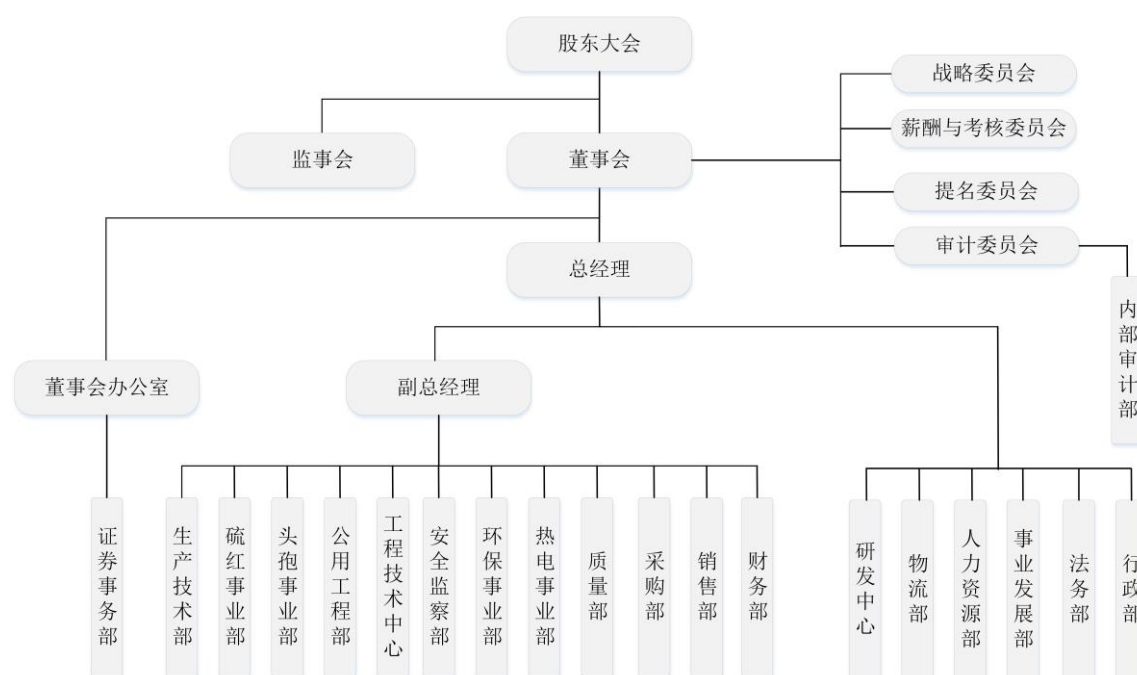 股东大会
战略委员会
薪酬与考核委员会
监事会
董事会
提名委员会
审计委员会
总经理
内部审计部
董事会办公室
副总经理
证券事务部
生产技术部
硫红事业部
头孢事业部
公用工程部
工程技术中心
安全监察部
环保事业部
热电事业部
质量部
采购部
销售部
财务部
研发中心
物流部
人力资源部
事业发展部
法务部
行政部